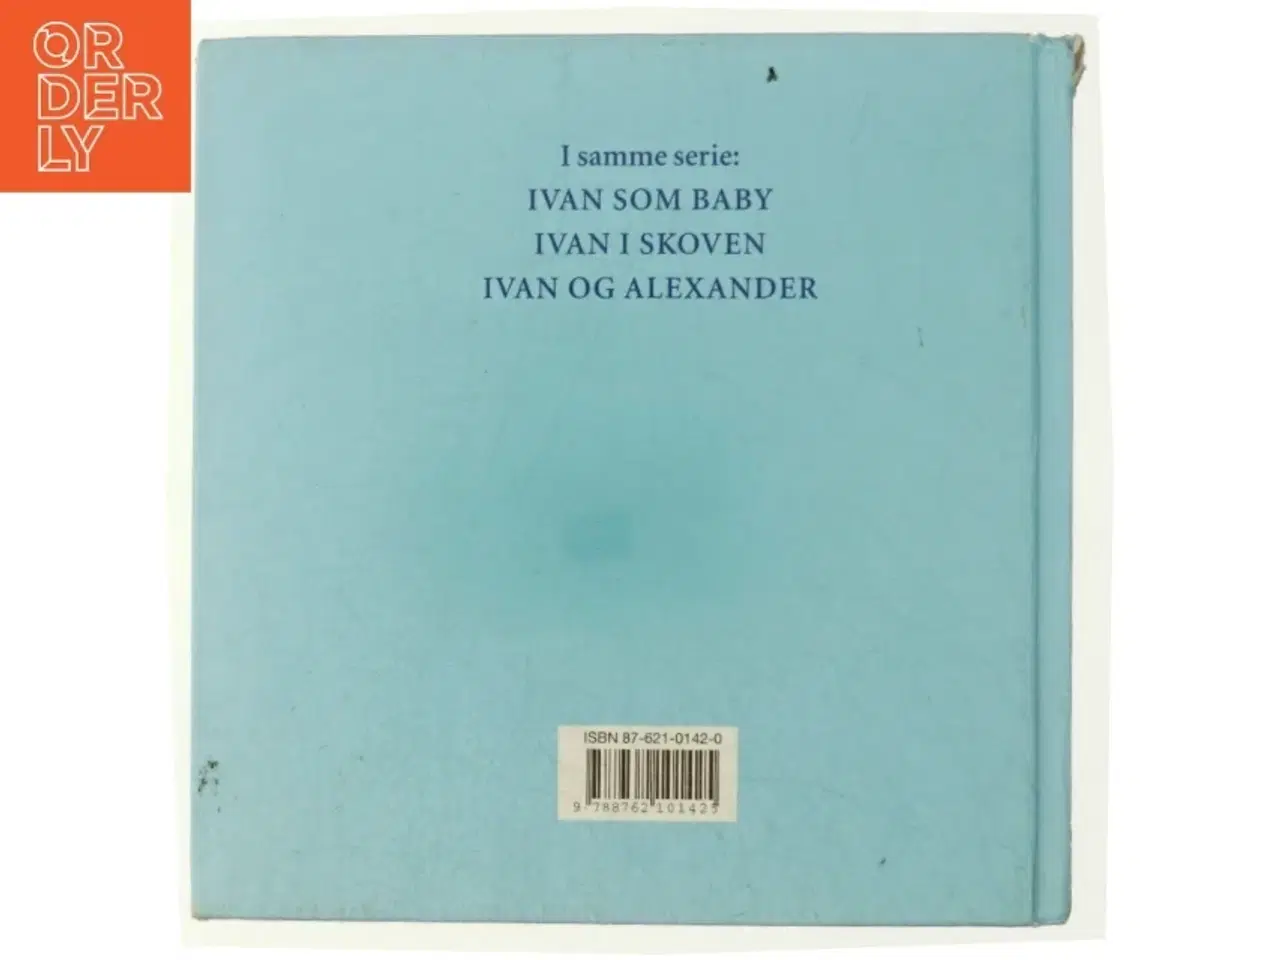 OR
DER
LY
I samme serie:
IVAN SOM BABY
IVAN I SKOVEN
IVAN OG ALEXANDER
ISBN 87-621-0142-0
9 788762 101425